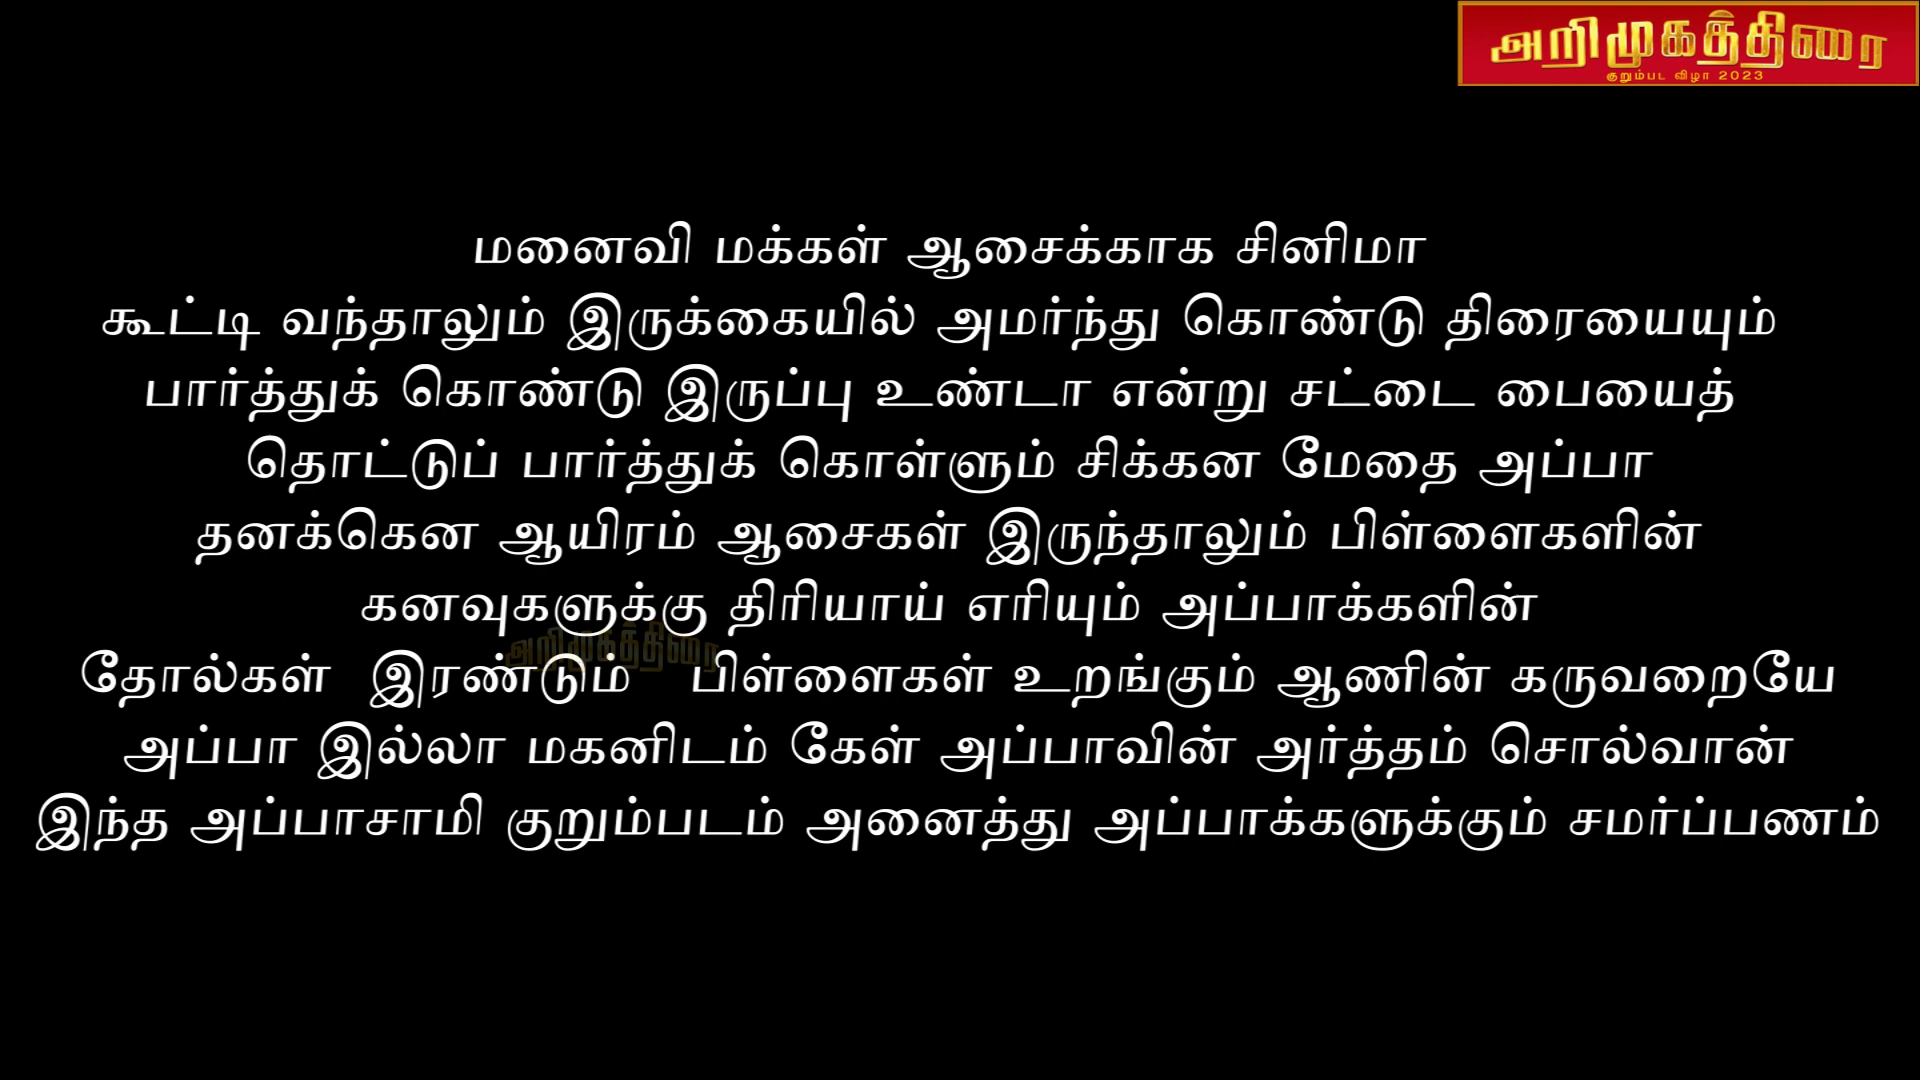 அறிமுகத்திரை
குறும்பட விழா 2023
மனைவி மக்கள் ஆசைக்காக சினிமா
கூட்டி வந்தாலும் இருக்கையில் அமர்ந்து கொண்டு திரையையும்
பார்த்துக் கொண்டு இருப்பு உண்டா என்று சட்டை பையைத்
தொட்டுப் பார்த்துக் கொள்ளும் சிக்கன மேதை அப்பா
தனக்கென ஆயிரம் ஆசைகள் இருந்தாலும் பிள்ளைகளின்
கனவுகளுக்கு திரியாய் எரியும் அப்பாக்களின்
அறிமுகத்திரை
தோல்கள் இரண்டும் பிள்ளைகள் உறங்கும் ஆணின் கருவறையே
அப்பா இல்லா மகனிடம் கேள் அப்பாவின் அர்த்தம் சொல்வான்
இந்த அப்பாசாமி குறும்படம் அனைத்து அப்பாக்களுக்கும் சமர்ப்பணம்